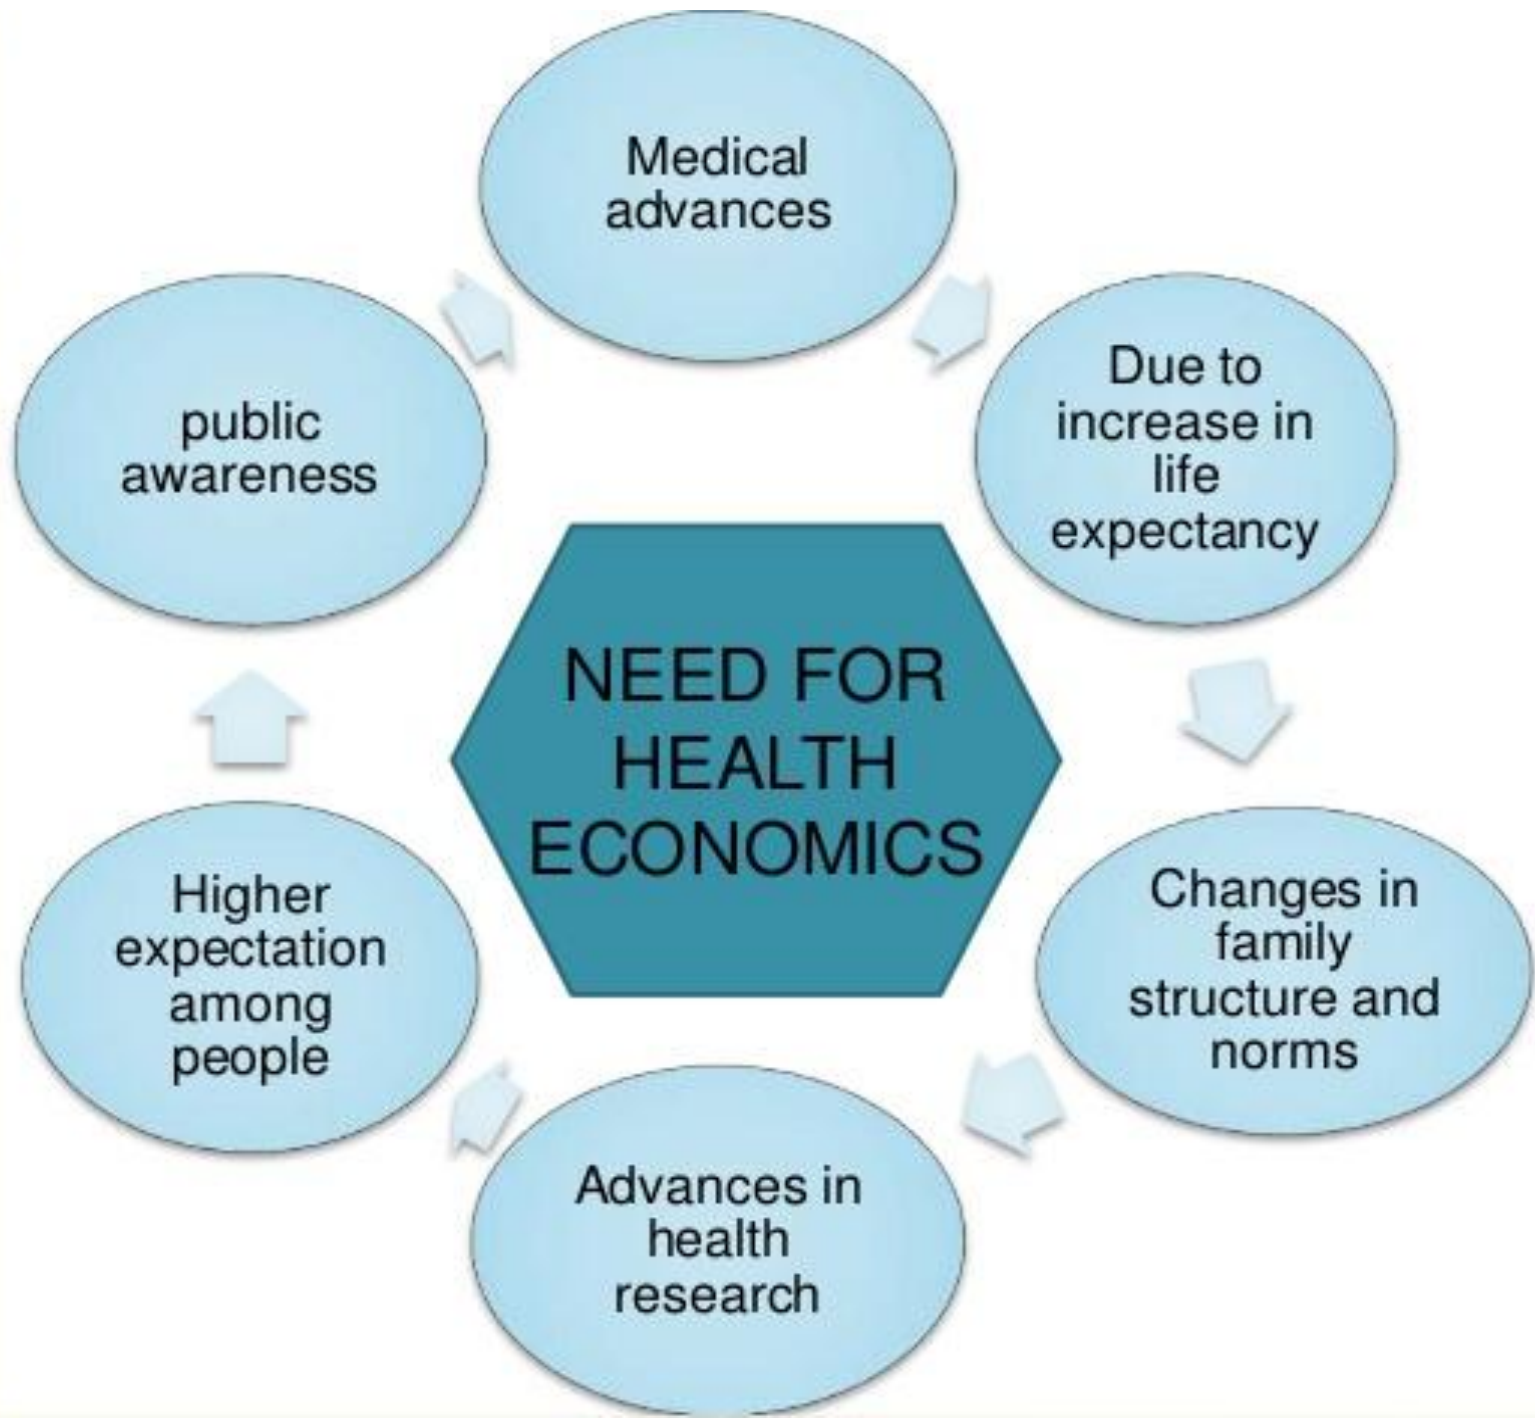 Medical
advances
Due to
increase in
life
expectancy
Changes in
family
structure and
norms
Advances in
health
research
Higher
expectation
among
people
public
awareness
NEED FOR
HEALTH
ECONOMICS